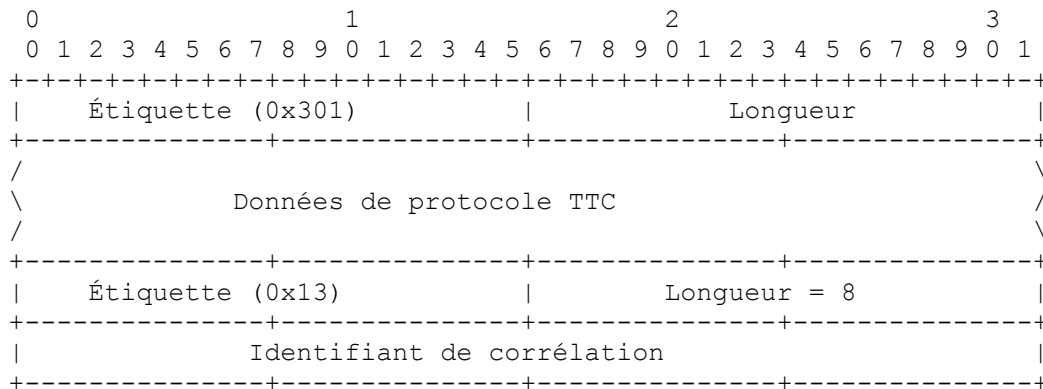 0 1 2 3
0 1 2 3 4 5 6 7 8 9 0 1 2 3 4 5 6 7 8 9 0 1 2 3 4 5 6 7 8 9 0 1
+-+-+-+-+-+-+-+-+-+-+-+-+-+-+-+-+-+-+-+-+-+-+-+-+-+-+-+-+-+-+-+-+
| Étiquette (0x301) | Longueur |
+---------------+---------------+---------------+---------------+
/ \
\ Données de protocole TTC /
/ \
+---------------+---------------+---------------+---------------+
| Étiquette (0x13) | Longueur = 8 |
+---------------+---------------+---------------+---------------+
| Identifiant de corrélation |
+---------------+---------------+---------------+---------------+